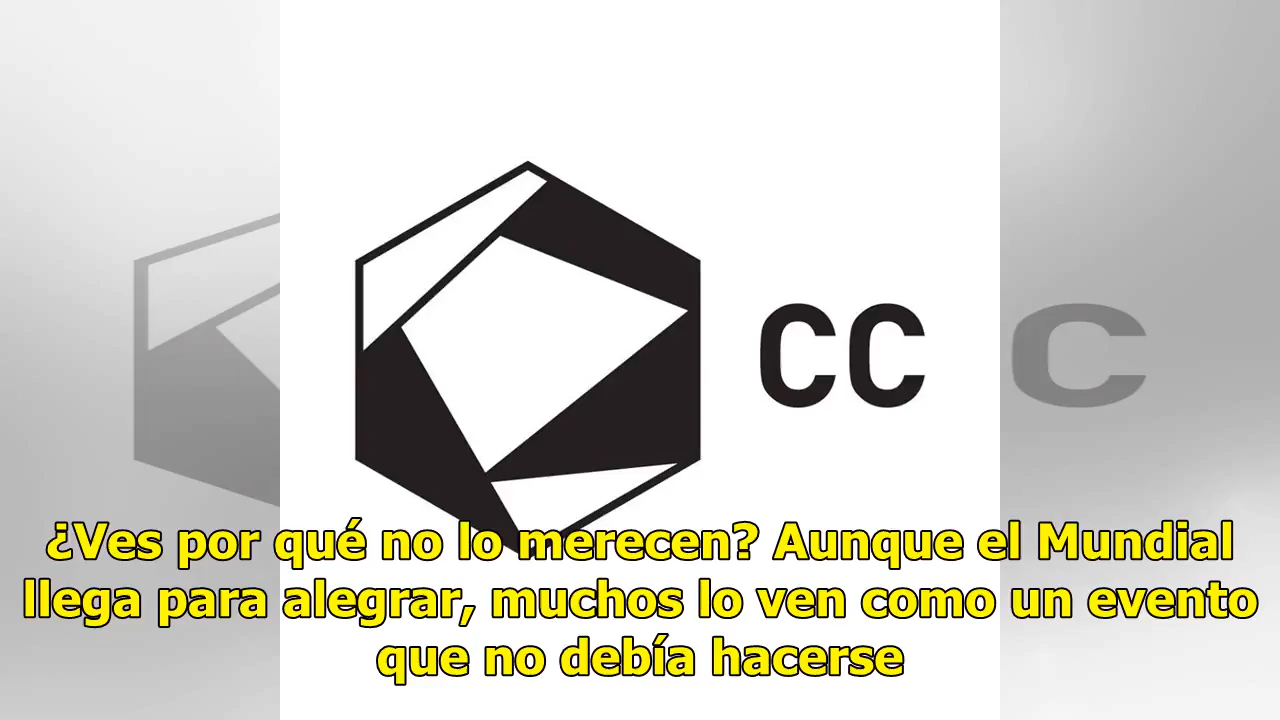 CC
C
¿Ves por qué no lo merecen? Aunque el Mundial
llega para alegrar, muchos lo ven como un evento
que no debía hacerse